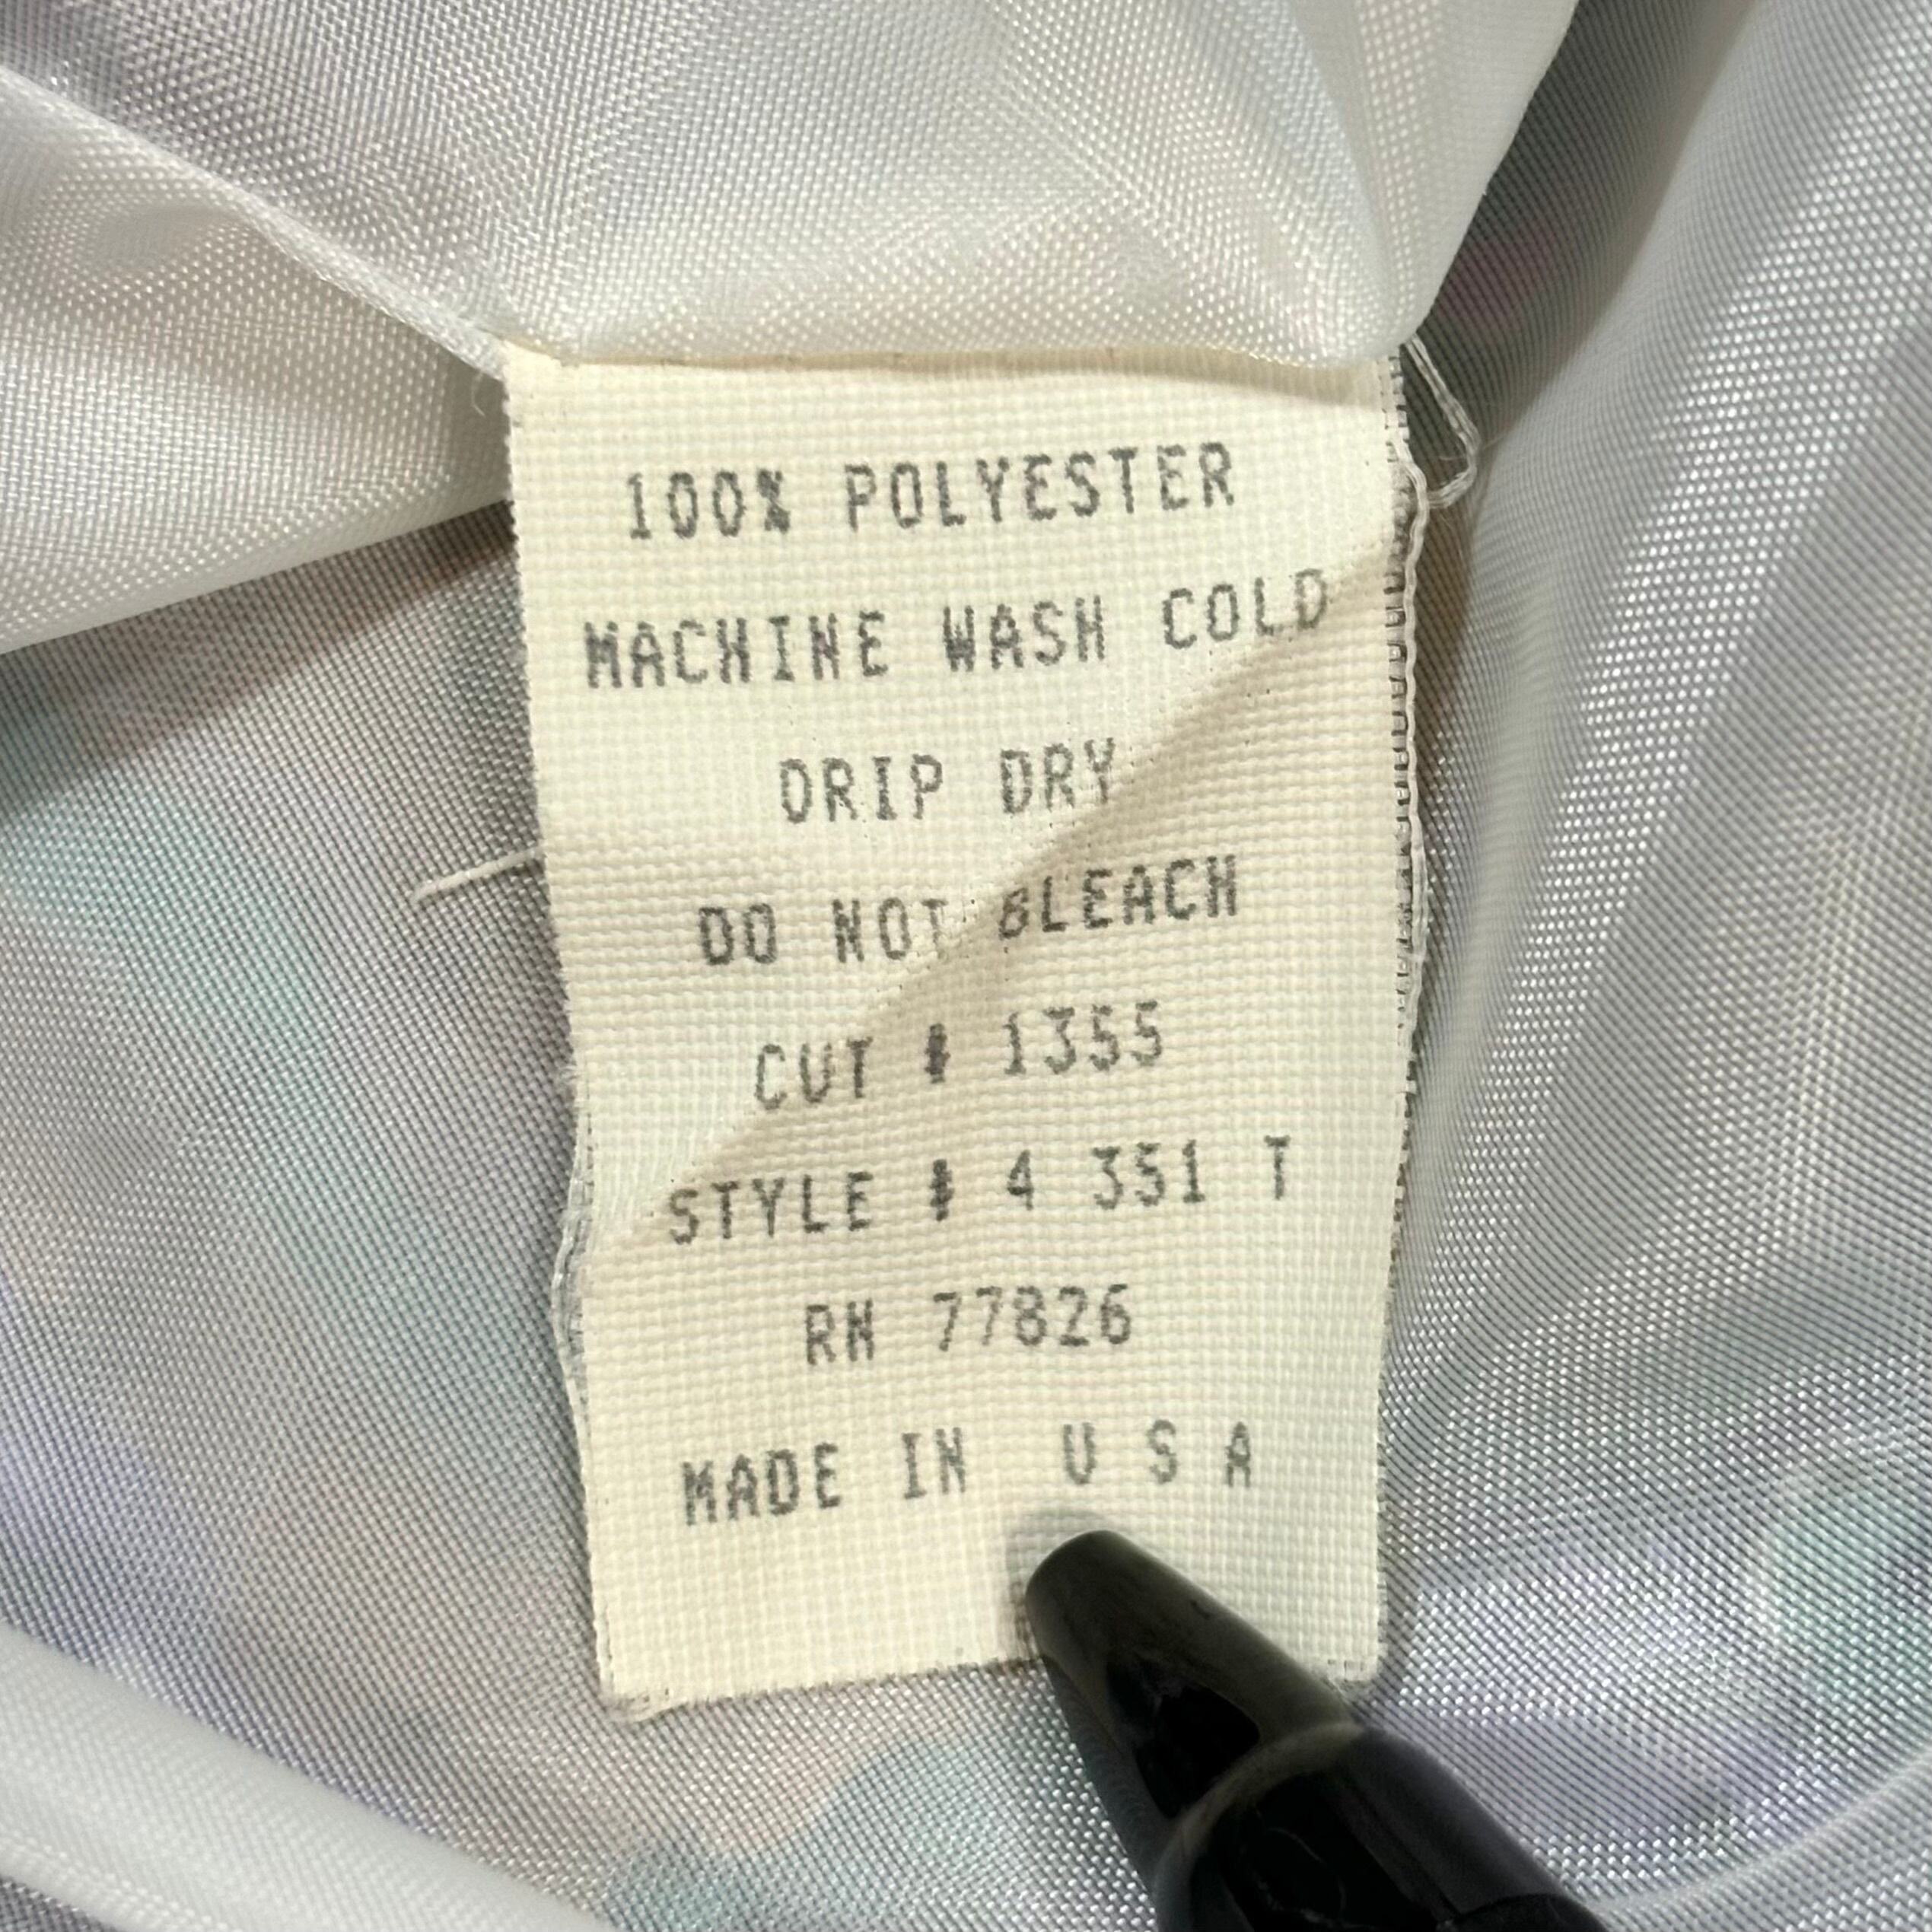 100% POLYESTER
MACHINE WASH COLD
DRIP DRY
DO NOT BLEACH
CUT # 1355
STYLE # 4 351 T
RN 77826
MADE IN U S A